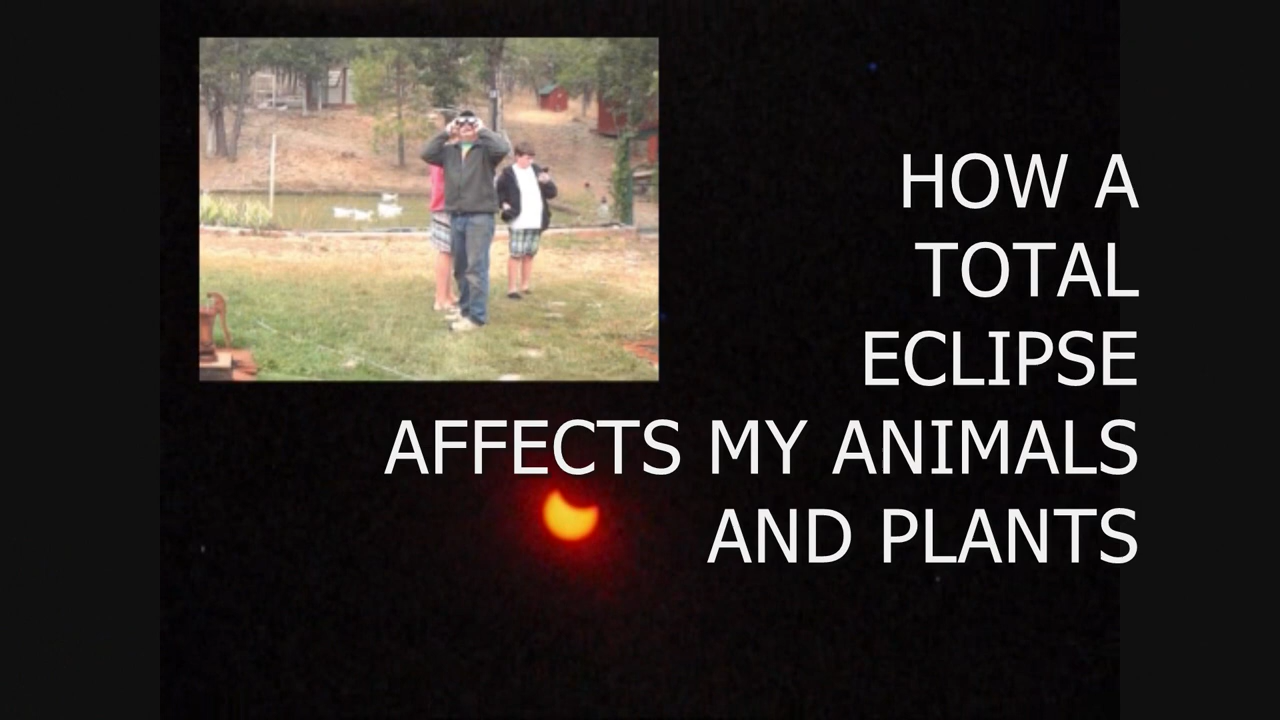 HOW A
TOTAL
ECLIPSE
AFFECTS MY ANIMALS
AND PLANTS